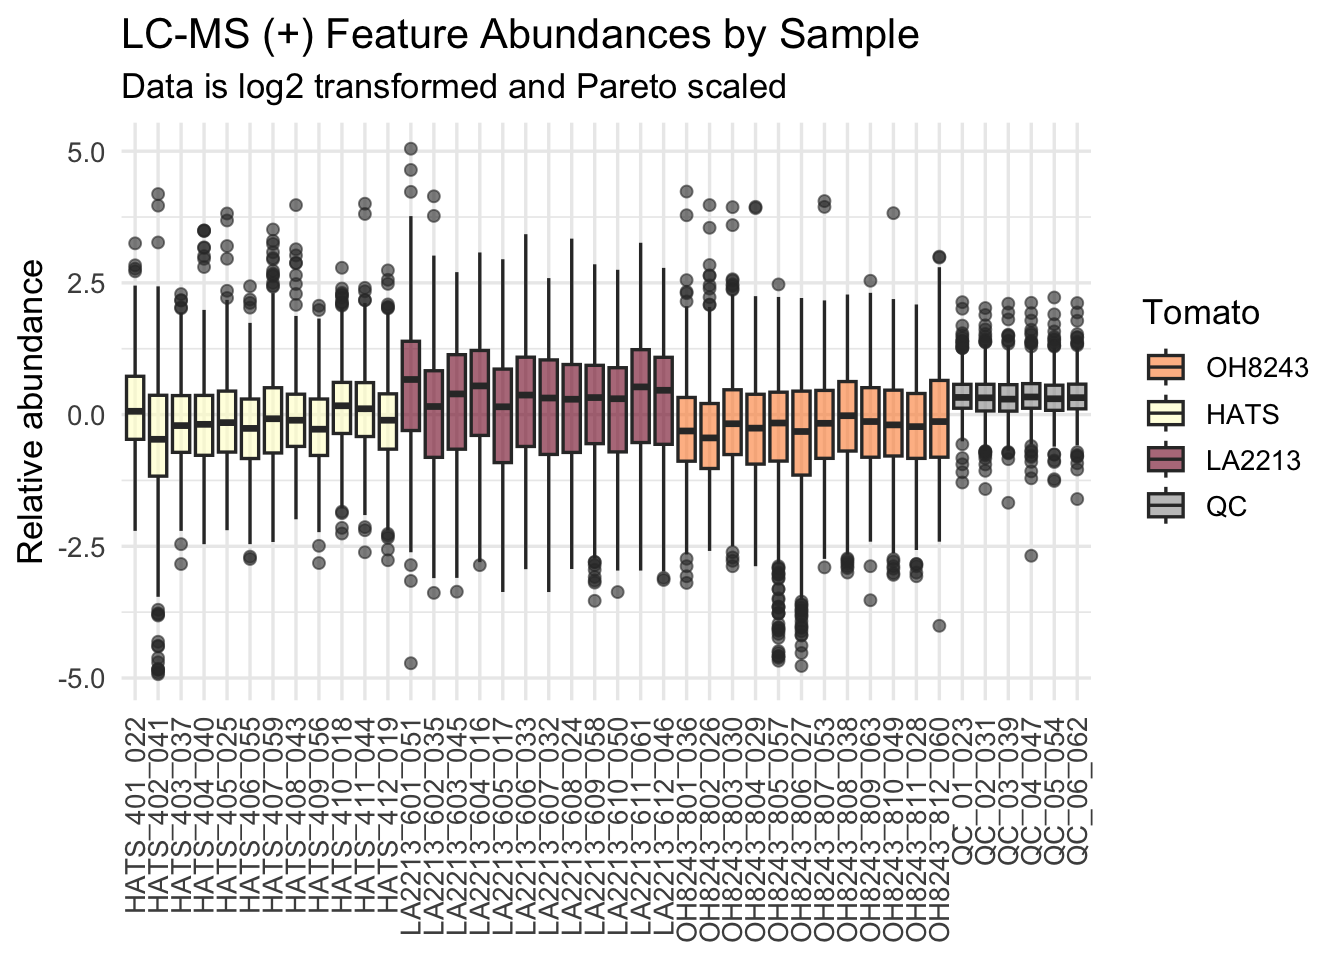 LC-MS (+) Feature Abundances by Sample
Data is log2 transformed and Pareto scaled
Relative abundance
5.0
2.5
0.0
-2.5
-5.0
HATS_401_022
HATS_402_041
HATS_403_037
HATS_404_040
HATS_405_025
HATS_406_055
HATS_407_059
HATS_408_043
HATS_409_056
HATS_410_018
HATS_411_044
HATS_412_019
LA2213_601_051
LA2213_602_035
LA2213_603_045
LA2213_604_016
LA2213_605_017
LA2213_606_033
LA2213_607_032
LA2213_608_024
LA2213_609_058
LA2213_610_050
LA2213_611_061
LA2213_612_046
OH8243_801_036
OH8243_802_026
OH8243_803_030
OH8243_804_029
OH8243_805_057
OH8243_806_027
OH8243_807_053
OH8243_808_038
OH8243_809_063
OH8243_810_049
OH8243_811_028
OH8243_812_060
QC_01_023
QC_02_031
QC_03_039
QC_04_047
QC_05_054
QC_06_062
Tomato
OH8243
HATS
LA2213
QC